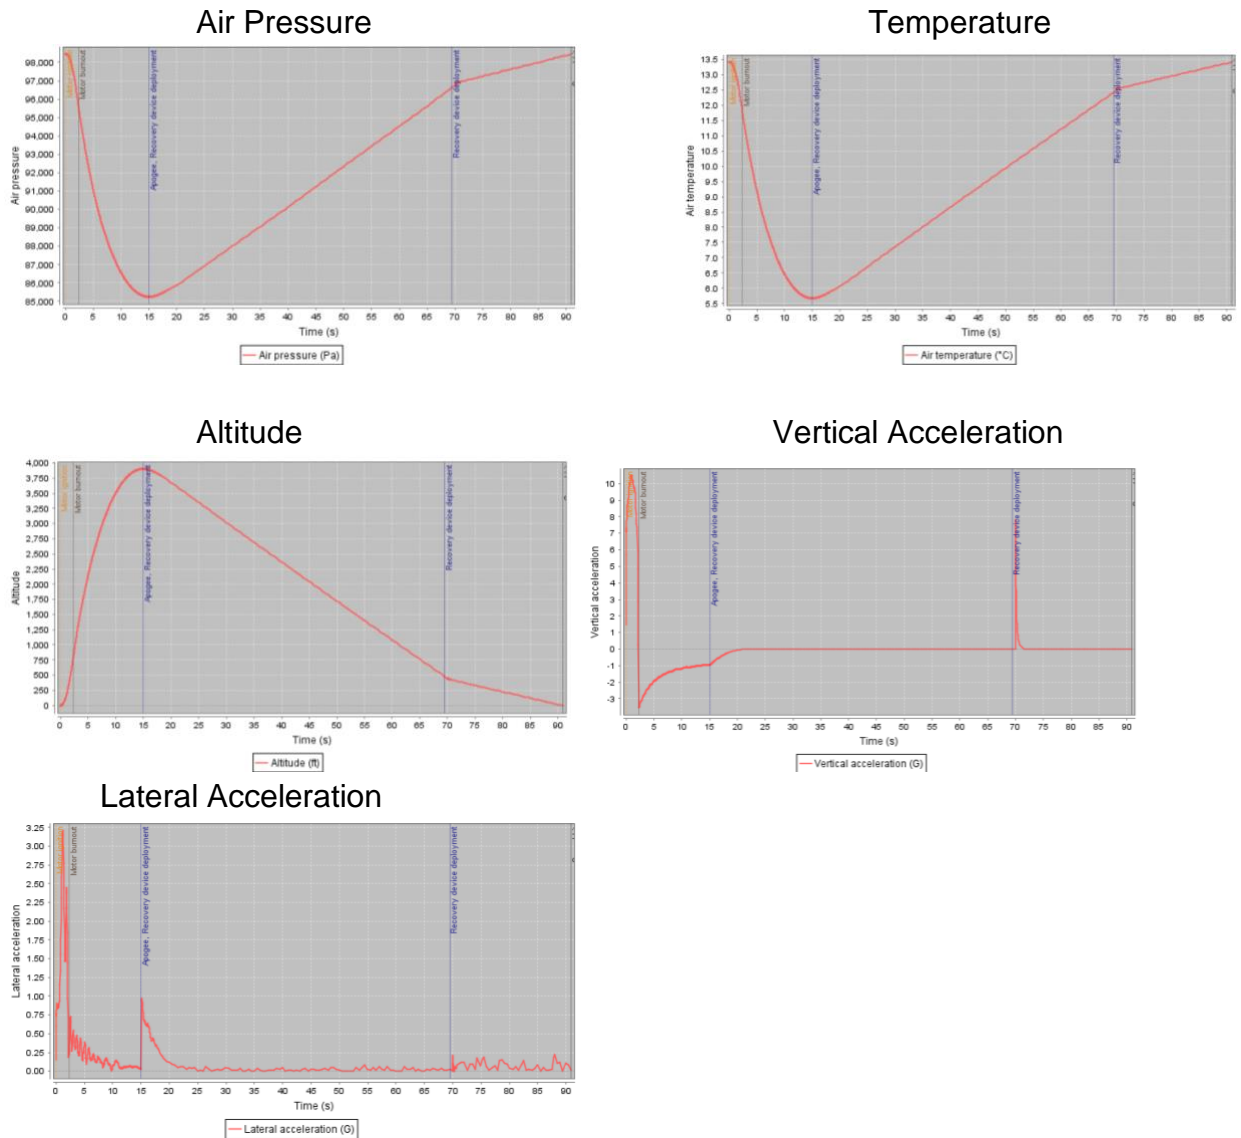 Air Pressure
Temperature
98,000
97,000
96,000
95,000
94,000
93,000
92,000
91,000
90,000
89,000
88,000
87,000
86,000
85,000
Air pressure
Motor burnout
Apogee, Recovery device deployment
Recovery device deployment
0 5 10 15 20 25 30 35 40 45 50 55 60 65 70 75 80 85 90
Time (s)
Air pressure (Pa)
13.5
13.0
12.5
12.0
11.5
11.0
10.5
10.0
9.5
9.0
8.5
8.0
7.5
7.0
6.5
6.0
5.5
Air temperature
Motor burnout
Apogee, Recovery device deployment
Recovery device deployment
0 5 10 15 20 25 30 35 40 45 50 55 60 65 70 75 80 85 90
Time (s)
Air temperature (°C)
Altitude
Vertical Acceleration
4,000
3,750
3,500
3,250
3,000
2,750
2,500
2,250
2,000
1,750
1,500
1,250
1,000
750
500
250
0
Altitude
Motor ignition
Motor burnout
Apogee, Recovery device deployment
Recovery device deployment
0 5 10 15 20 25 30 35 40 45 50 55 60 65 70 75 80 85 90
Time (s)
Altitude (ft)
10
9
8
7
6
5
4
3
2
1
0
-1
-2
-3
Vertical acceleration
Motor burnout
Apogee, Recovery device deployment
Recovery device deployment
0 5 10 15 20 25 30 35 40 45 50 55 60 65 70 75 80 85 90
Time (s)
Vertical acceleration (G)
Lateral Acceleration
3.25
3.00
2.75
2.50
2.25
2.00
1.75
1.50
1.25
1.00
0.75
0.50
0.25
0.00
Lateral acceleration
Motor burnout
Apogee, Recovery device deployment
Recovery device deployment
0 5 10 15 20 25 30 35 40 45 50 55 60 65 70 75 80 85 90
Time (s)
Lateral acceleration (G)